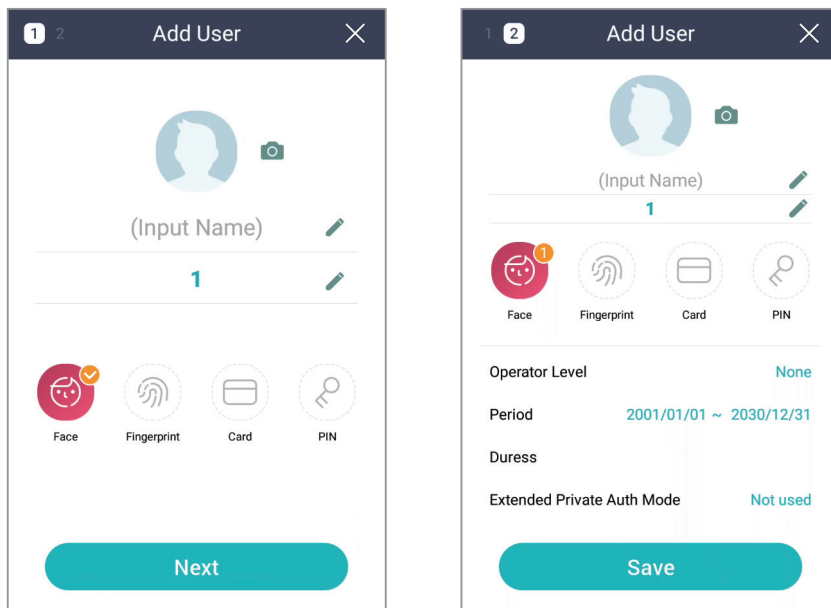 1 2 Add User
(Input Name)
1
Face Fingerprint Card PIN
Next
1 2 Add User
(Input Name)
1
1
Face Fingerprint Card PIN
Operator Level None
Period 2001/01/01 ~ 2030/12/31
Duress
Extended Private Auth Mode Not used
Save